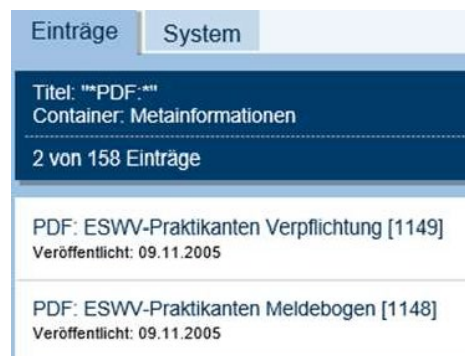 Einträge
System
Titel: "*PDF:*"
Container: Metainformationen
2 von 158 Einträge
PDF: ESWV-Praktikanten Verpflichtung [1149]
Veröffentlicht: 09.11.2005
PDF: ESWV-Praktikanten Meldebogen [1148]
Veröffentlicht: 09.11.2005